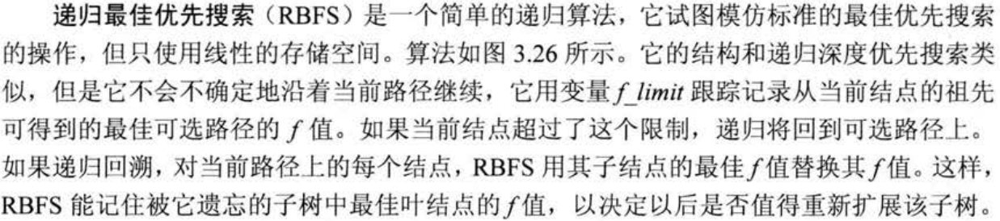 递归最佳优先搜索（RBFS）是一个简单的递归算法，它试图模仿标准的最佳优先搜索
的操作，但只使用线性的存储空间。算法如图 3.26 所示。它的结构和递归深度优先搜索类
似，但是它不会不确定地沿着当前路径继续，它用变量 f_limit 跟踪记录从当前结点的祖先
可得到的最佳可选路径的 f 值。如果当前结点超过了这个限制，递归将回到可选路径上。
如果递归回溯，对当前路径上的每个结点，RBFS 用其子结点的最佳 f 值替换其 f 值。这样，
RBFS 能记住被它遗忘的子树中最佳叶结点的 f 值，以决定以后是否值得重新扩展该子树。